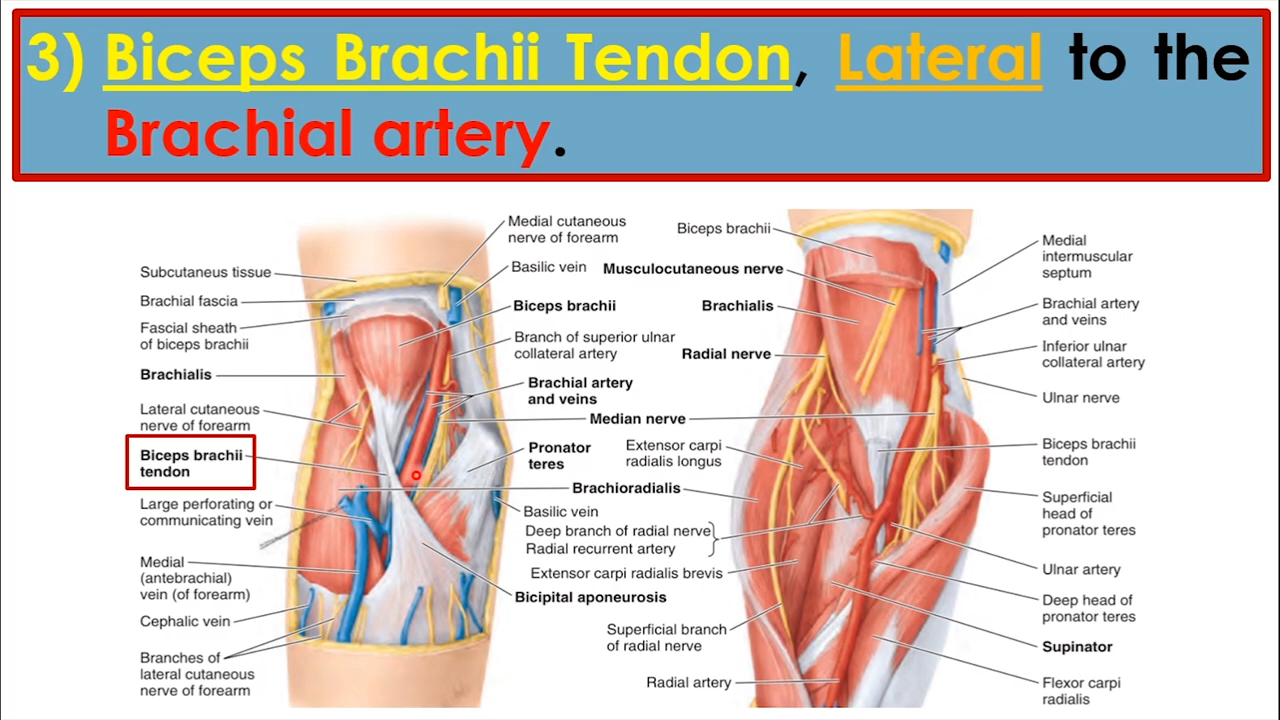 3) Biceps Brachii Tendon, Lateral to the
Brachial artery.
Subcutaneus tissue
Brachial fascia
Fascial sheath
of biceps brachii
Brachialis
Lateral cutaneous
nerve of forearm
Biceps brachii
tendon
Large perforating or
communicating vein
Medial
(antebrachial)
vein (of forearm)
Cephalic vein
Branches of
lateral cutaneous
nerve of forearm
Medial cutaneous
nerve of forearm
Basilic vein
Biceps brachii
Branch of superior ulnar
collateral artery
Brachial artery
and veins
Median nerve
Pronator
teres
Brachioradialis
Basilic vein
Bicipital aponeurosis
Biceps brachii
Musculocutaneous nerve
Brachialis
Radial nerve
Extensor carpi
radialis longus
Deep branch of radial nerve
Radial recurrent artery
Extensor carpi radialis brevis
Superficial branch
of radial nerve
Radial artery
Medial
intermuscular
septum
Brachial artery
and veins
Inferior ulnar
collateral artery
Ulnar nerve
Biceps brachii
tendon
Superficial
head of
pronator teres
Ulnar artery
Deep head of
pronator teres
Supinator
Flexor carpi
radialis